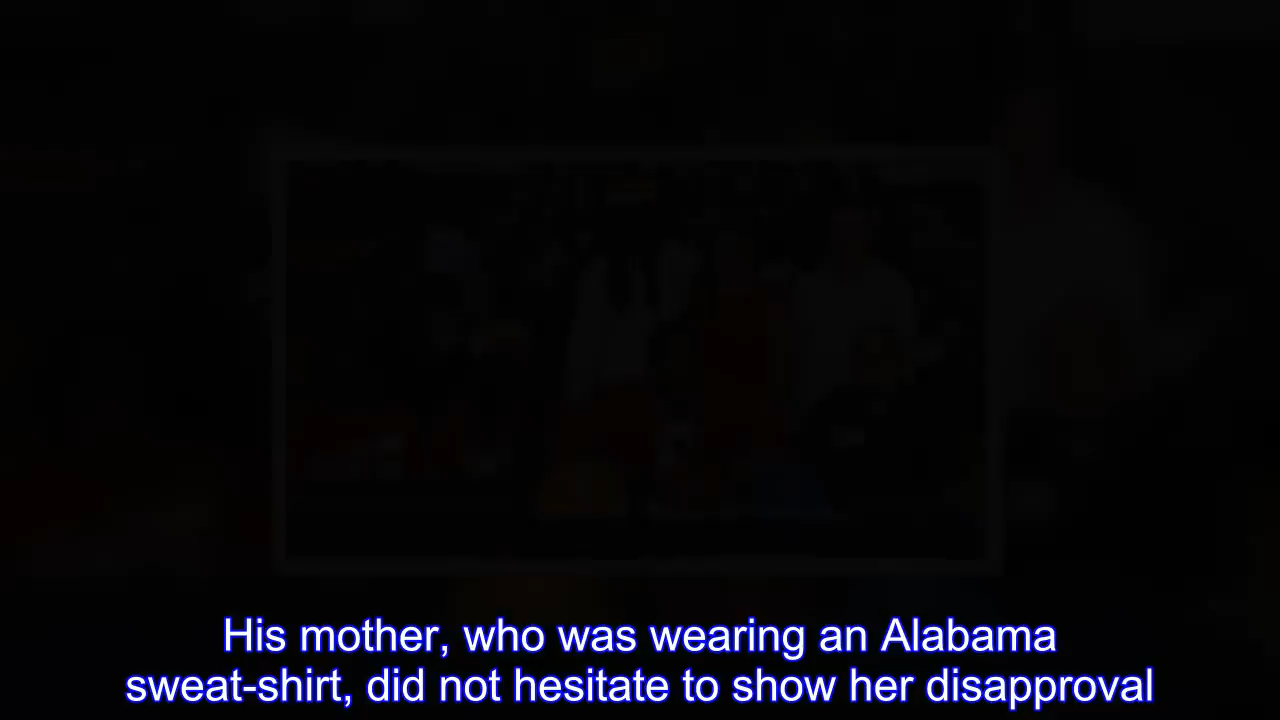 His mother, who was wearing an Alabama
sweat-shirt, did not hesitate to show her disapproval